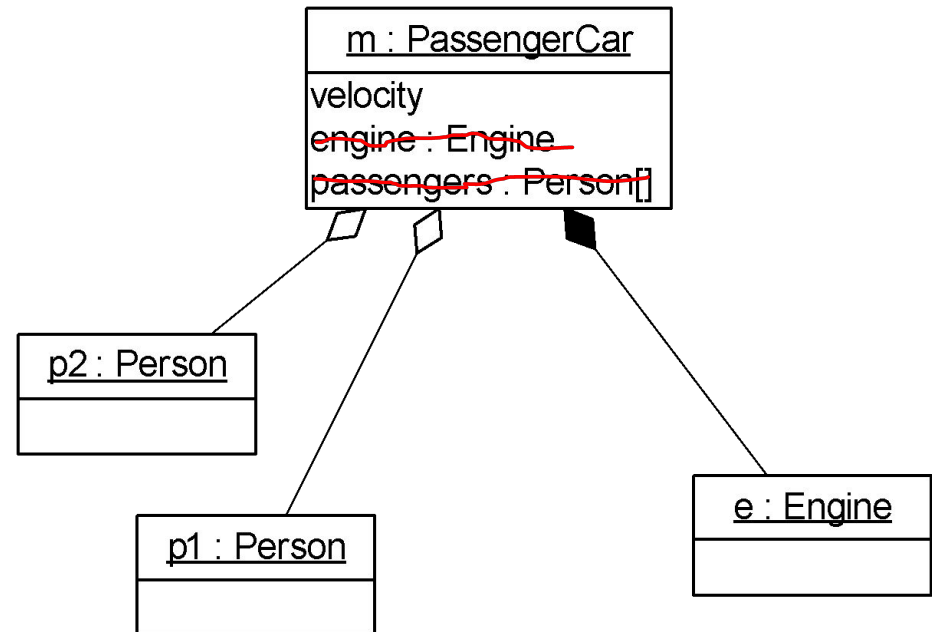 m : PassengerCar
velocity
engine : Engine
passengers : Person[]
p2 : Person
e : Engine
p1 : Person